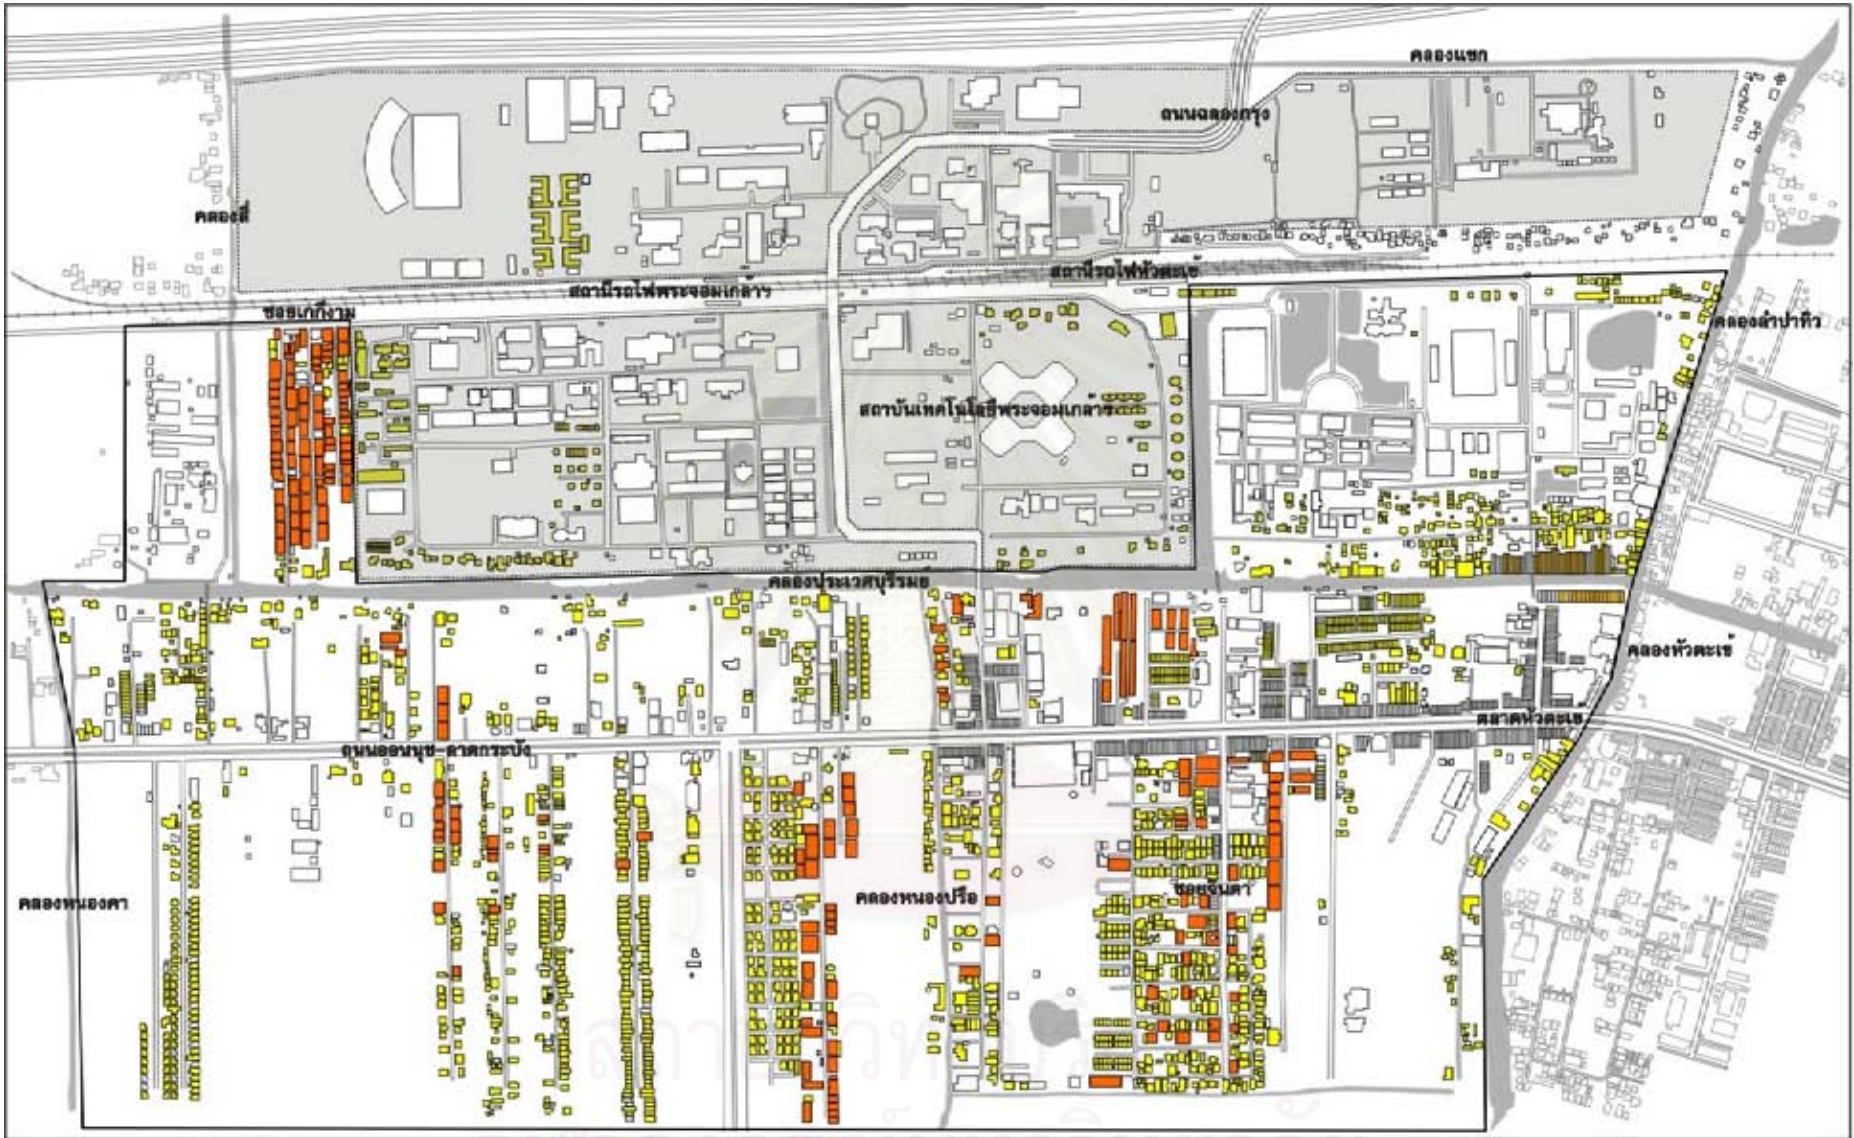 คลองแขก
ถนนฉลองกรุง
คลองสี่
สถานีรถไฟหัวตะเข้
สถานีรถไฟพระจอมเกล้าฯ
ซอยเกกีงาม
คลองลำปาทิว
สถาบันเทคโนโลยีพระจอมเกล้าฯ
คลองประเวศบุรีรมย์
คลองหัวตะเข้
ตลาดหัวตะเข้
ถนนอ่อนนุช-ลาดกระบัง
คลองหนองคา
คลองหนองปรือ
ซอยจินดา